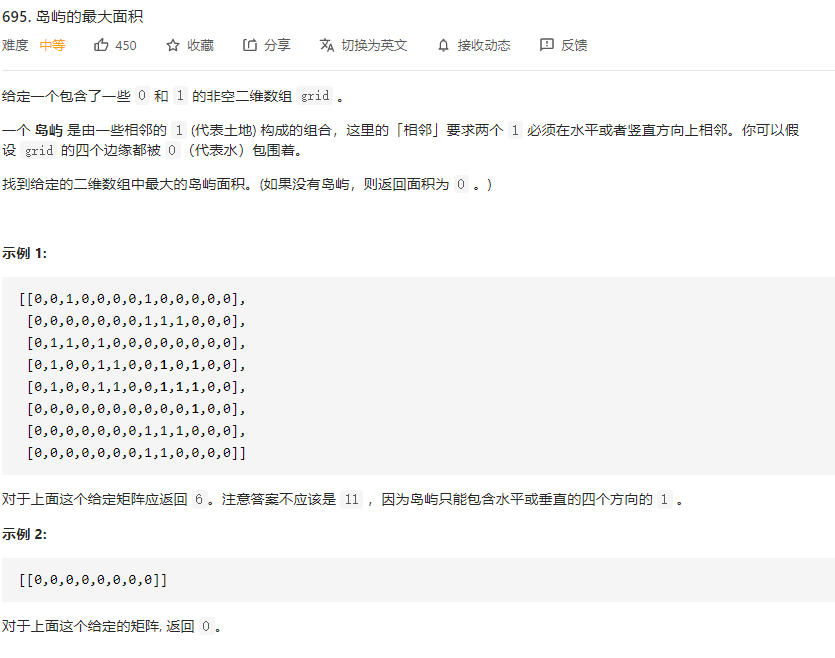 695. 岛屿的最大面积
难度 中等 450 收藏 分享 切换为英文 接收动态 反馈
给定一个包含了一些 0 和 1 的非空二维数组 grid 。
一个 岛屿 是由一些相邻的 1 (代表土地) 构成的组合，这里的「相邻」要求两个 1 必须在水平或者竖直方向上相邻。你可以假
设 grid 的四个边缘都被 0（代表水）包围着。
找到给定的二维数组中最大的岛屿面积。(如果没有岛屿，则返回面积为 0 。)
示例 1:
[[0,0,1,0,0,0,0,1,0,0,0,0,0],
[0,0,0,0,0,0,0,1,1,1,0,0,0],
[0,1,1,0,1,0,0,0,0,0,0,0,0],
[0,1,0,0,1,1,0,0,1,0,1,0,0],
[0,1,0,0,1,1,0,0,1,1,1,0,0],
[0,0,0,0,0,0,0,0,0,0,1,0,0],
[0,0,0,0,0,0,0,1,1,1,0,0,0],
[0,0,0,0,0,0,0,1,1,0,0,0,0]]
对于上面这个给定矩阵应返回 6。注意答案不应该是 11 ，因为岛屿只能包含水平或垂直的四个方向的 1 。
示例 2:
[[0,0,0,0,0,0,0,0]]
对于上面这个给定的矩阵, 返回 0。